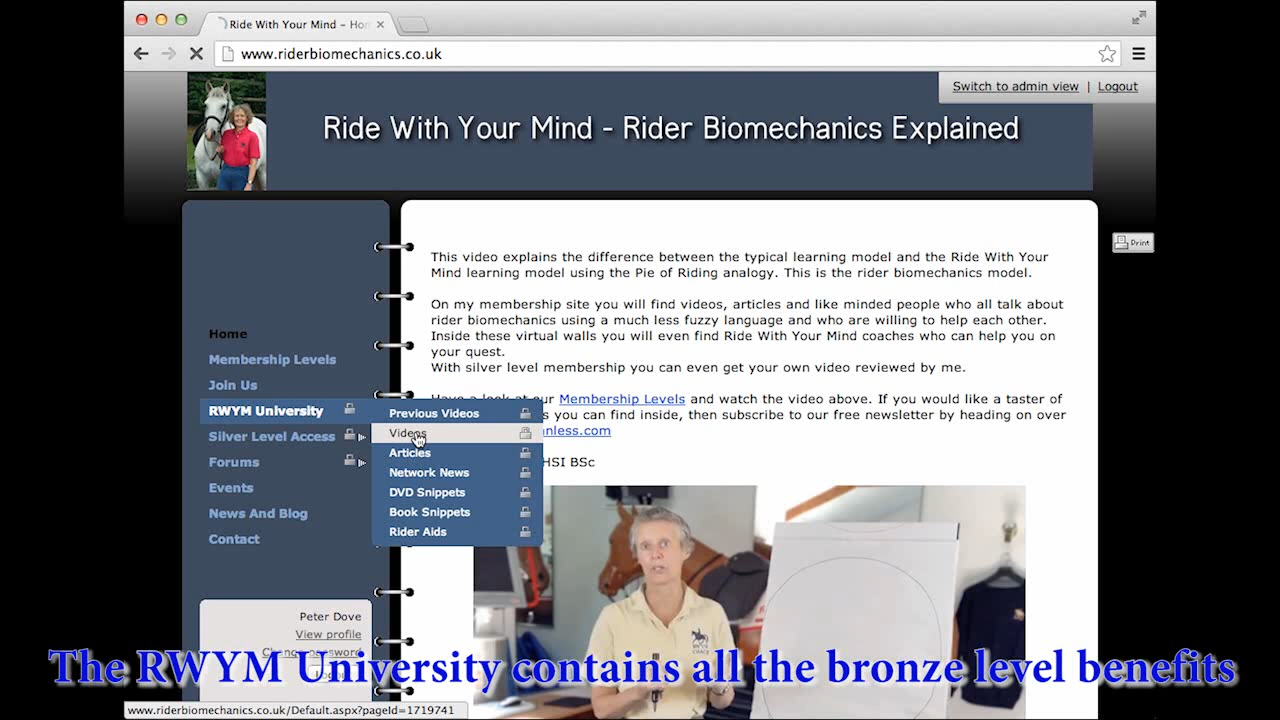 Ride With Your Mind – Hom
www.riderbiomechanics.co.uk
Switch to admin view | Logout
Ride With Your Mind - Rider Biomechanics Explained
Print
This video explains the difference between the typical learning model and the Ride With Your
Mind learning model using the Pie of Riding analogy. This is the rider biomechanics model.
On my membership site you will find videos, articles and like minded people who all talk about
rider biomechanics using a much less fuzzy language and who are willing to help each other.
Inside these virtual walls you will even find Ride With Your Mind coaches who can help you on
your quest.
With silver level membership you can even get your own video reviewed by me.
Have a look at our Membership Levels and watch the video above. If you would like a taster of
s you can find inside, then subscribe to our free newsletter by heading on over
anless.com
HSI BSc
Home
Membership Levels
Join Us
RWYM University
Silver Level Access
Forums
Events
News And Blog
Contact
Previous Videos
Videos
Articles
Network News
DVD Snippets
Book Snippets
Rider Aids
Peter Dove
View profile
Change password
The RWYM University contains all the bronze level benefits
www.riderbiomechanics.co.uk/Default.aspx?pageId=1719741